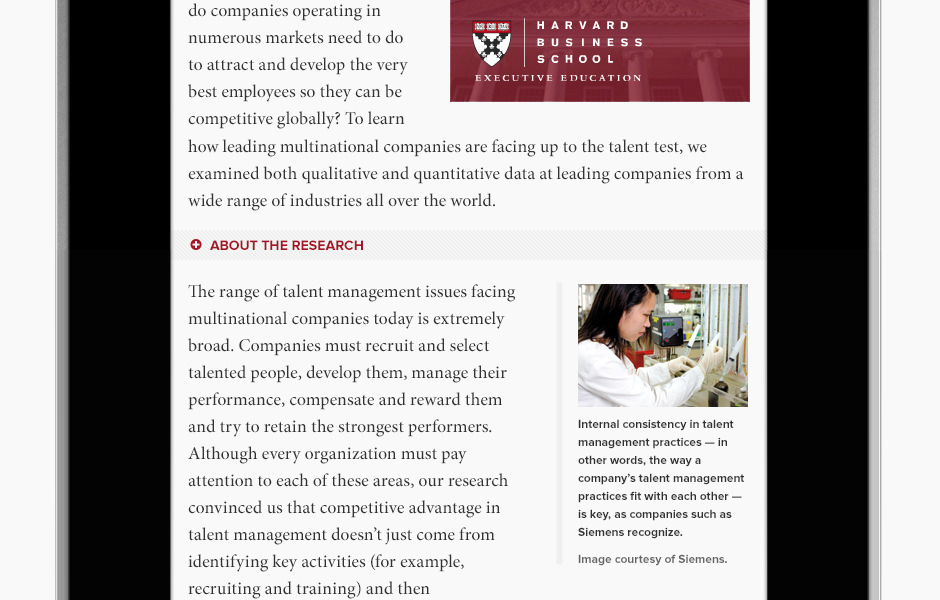 do companies operating in
numerous markets need to do
to attract and develop the very
best employees so they can be
competitive globally? To learn
how leading multinational companies are facing up to the talent test, we
examined both qualitative and quantitative data at leading companies from a
wide range of industries all over the world.
HARVARD
BUSINESS
SCHOOL
EXECUTIVE EDUCATION
ABOUT THE RESEARCH
The range of talent management issues facing
multinational companies today is extremely
broad. Companies must recruit and select
talented people, develop them, manage their
performance, compensate and reward them
and try to retain the strongest performers.
Although every organization must pay
attention to each of these areas, our research
convinced us that competitive advantage in
talent management doesn’t just come from
identifying key activities (for example,
recruiting and training) and then
Internal consistency in talent
management practices — in
other words, the way a
company’s talent management
practices fit with each other —
is key, as companies such as
Siemens recognize.
Image courtesy of Siemens.